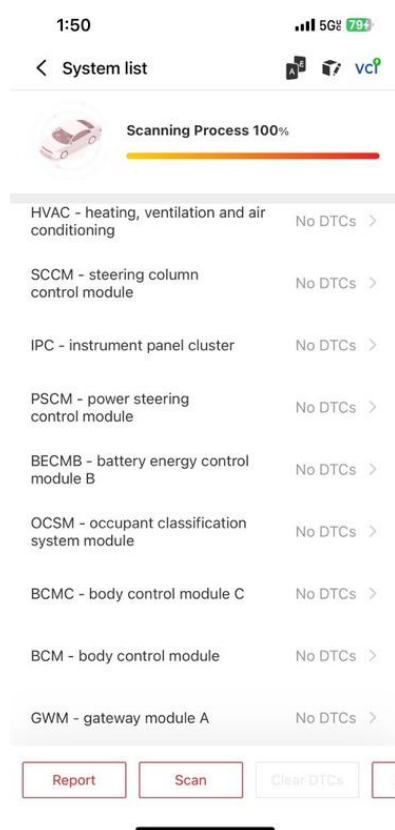 1:50 5G 79
System list VCI
Scanning Process 100%
HVAC - heating, ventilation and air
conditioning No DTCs
SCCM - steering column
control module No DTCs
IPC - instrument panel cluster No DTCs
PSCM - power steering
control module No DTCs
BECMB - battery energy control
module B No DTCs
OCSM - occupant classification
system module No DTCs
BCMC - body control module C No DTCs
BCM - body control module No DTCs
GWM - gateway module A No DTCs
Report Scan Clear DTCs